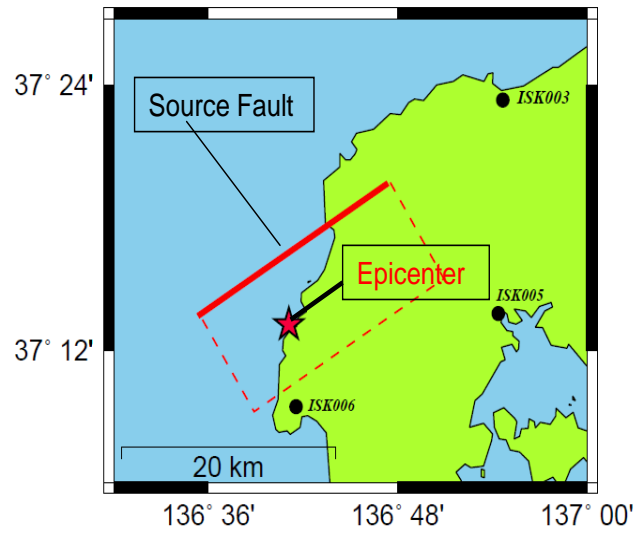 37° 24'
Source Fault
ISK003
Epicenter
ISK005
37° 12'
ISK006
20 km
136° 36'
136° 48'
137° 00'